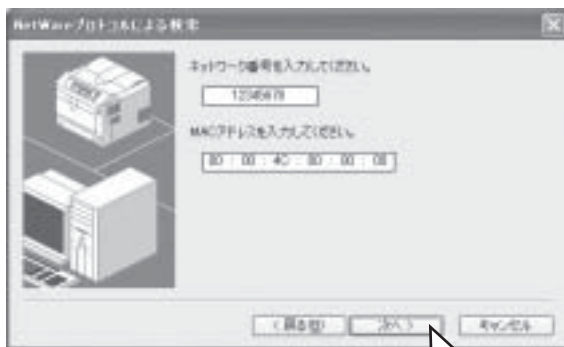 NetWareプロトコルによる検索
ネットワーク番号を入力してください。
12345678
MACアドレスを入力してください。
00 : 00 : 4C : 00 : 00 : 00
< 戻る(B)
次へ >
キャンセル